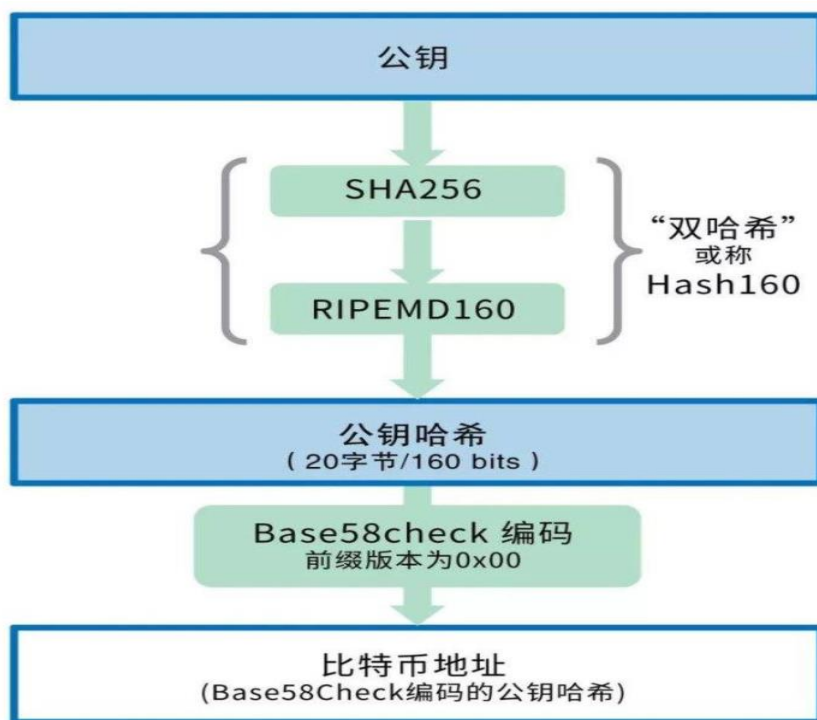 公钥
SHA256
“双哈希”
或称
Hash160
RIPEMD160
公钥哈希
(20字节/160 bits)
Base58check 编码
前缀版本为0x00
比特币地址
(Base58Check编码的公钥哈希)